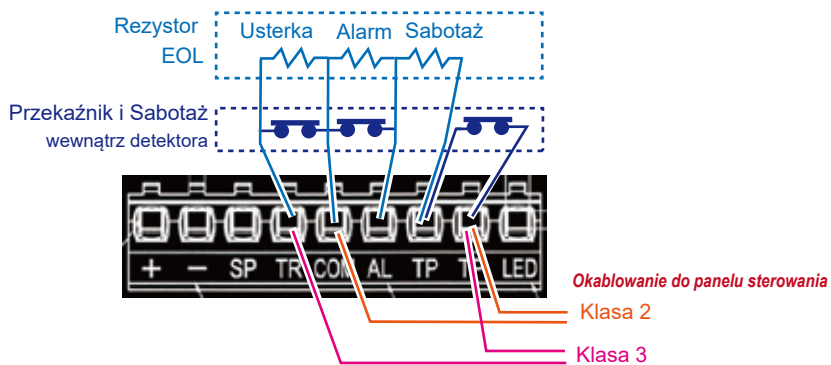 Rezystor
EOL
Usterka Alarm Sabotaż
Przekaźnik i Sabotaż
wewnątrz detektora
+ – SP TR COM AL TP TP LED
Okablowanie do panelu sterowania
Klasa 2
Klasa 3